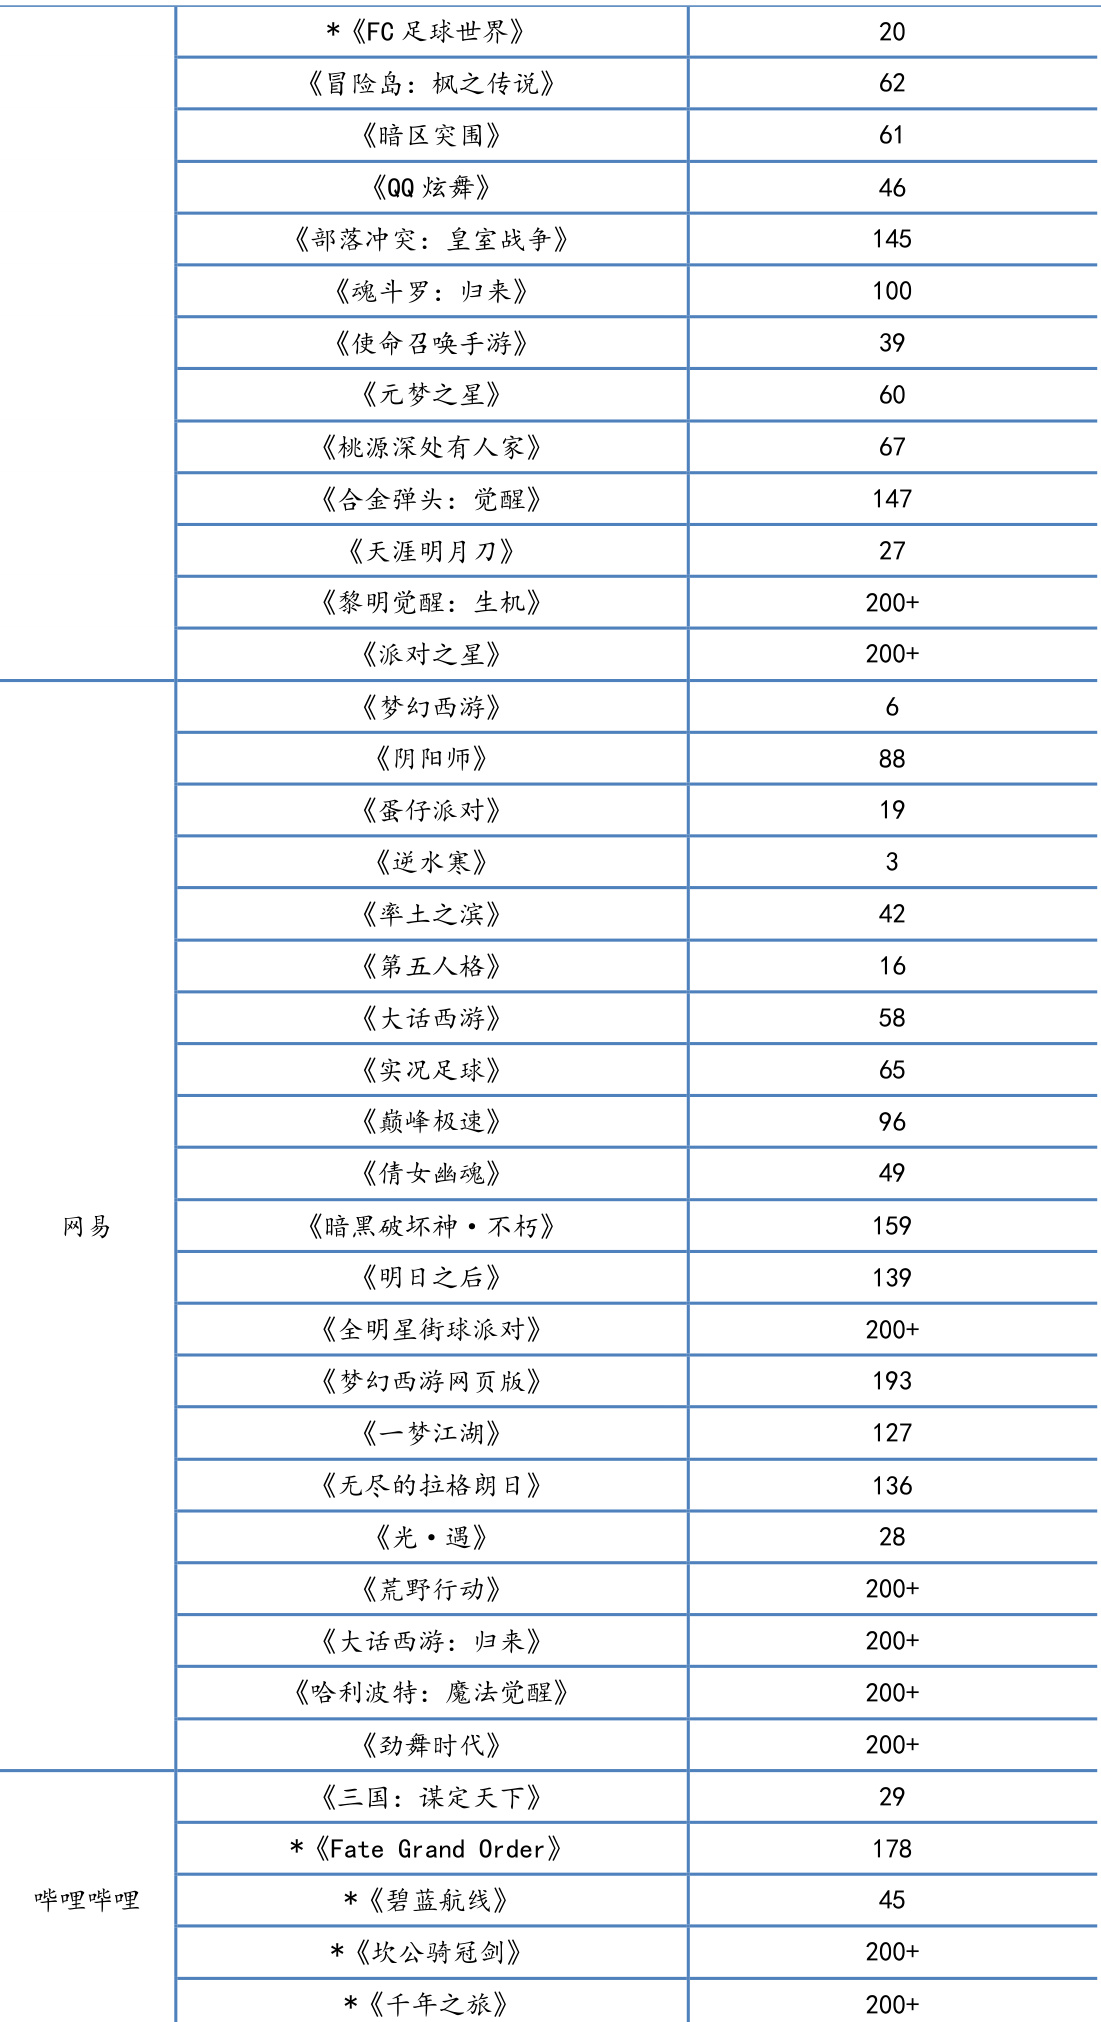 *《FC 足球世界》 20
《冒险岛：枫之传说》 62
《暗区突围》 61
《QQ 炫舞》 46
《部落冲突：皇室战争》 145
《魂斗罗：归来》 100
《使命召唤手游》 39
《元梦之星》 60
《桃源深处有人家》 67
《合金弹头：觉醒》 147
《天涯明月刀》 27
《黎明觉醒：生机》 200+
《派对之星》 200+
《梦幻西游》 6
《阴阳师》 88
《蛋仔派对》 19
《逆水寒》 3
《率土之滨》 42
《第五人格》 16
《大话西游》 58
《实况足球》 65
《巅峰极速》 96
《倩女幽魂》 49
网易 《暗黑破坏神·不朽》 159
《明日之后》 139
《全明星街球派对》 200+
《梦幻西游网页版》 193
《一梦江湖》 127
《无尽的拉格朗日》 136
《光·遇》 28
《荒野行动》 200+
《大话西游：归来》 200+
《哈利波特：魔法觉醒》 200+
《劲舞时代》 200+
《三国：谋定天下》 29
*《Fate Grand Order》 178
哔哩哔哩 *《碧蓝航线》 45
*《坎公骑冠剑》 200+
*《千年之旅》 200+